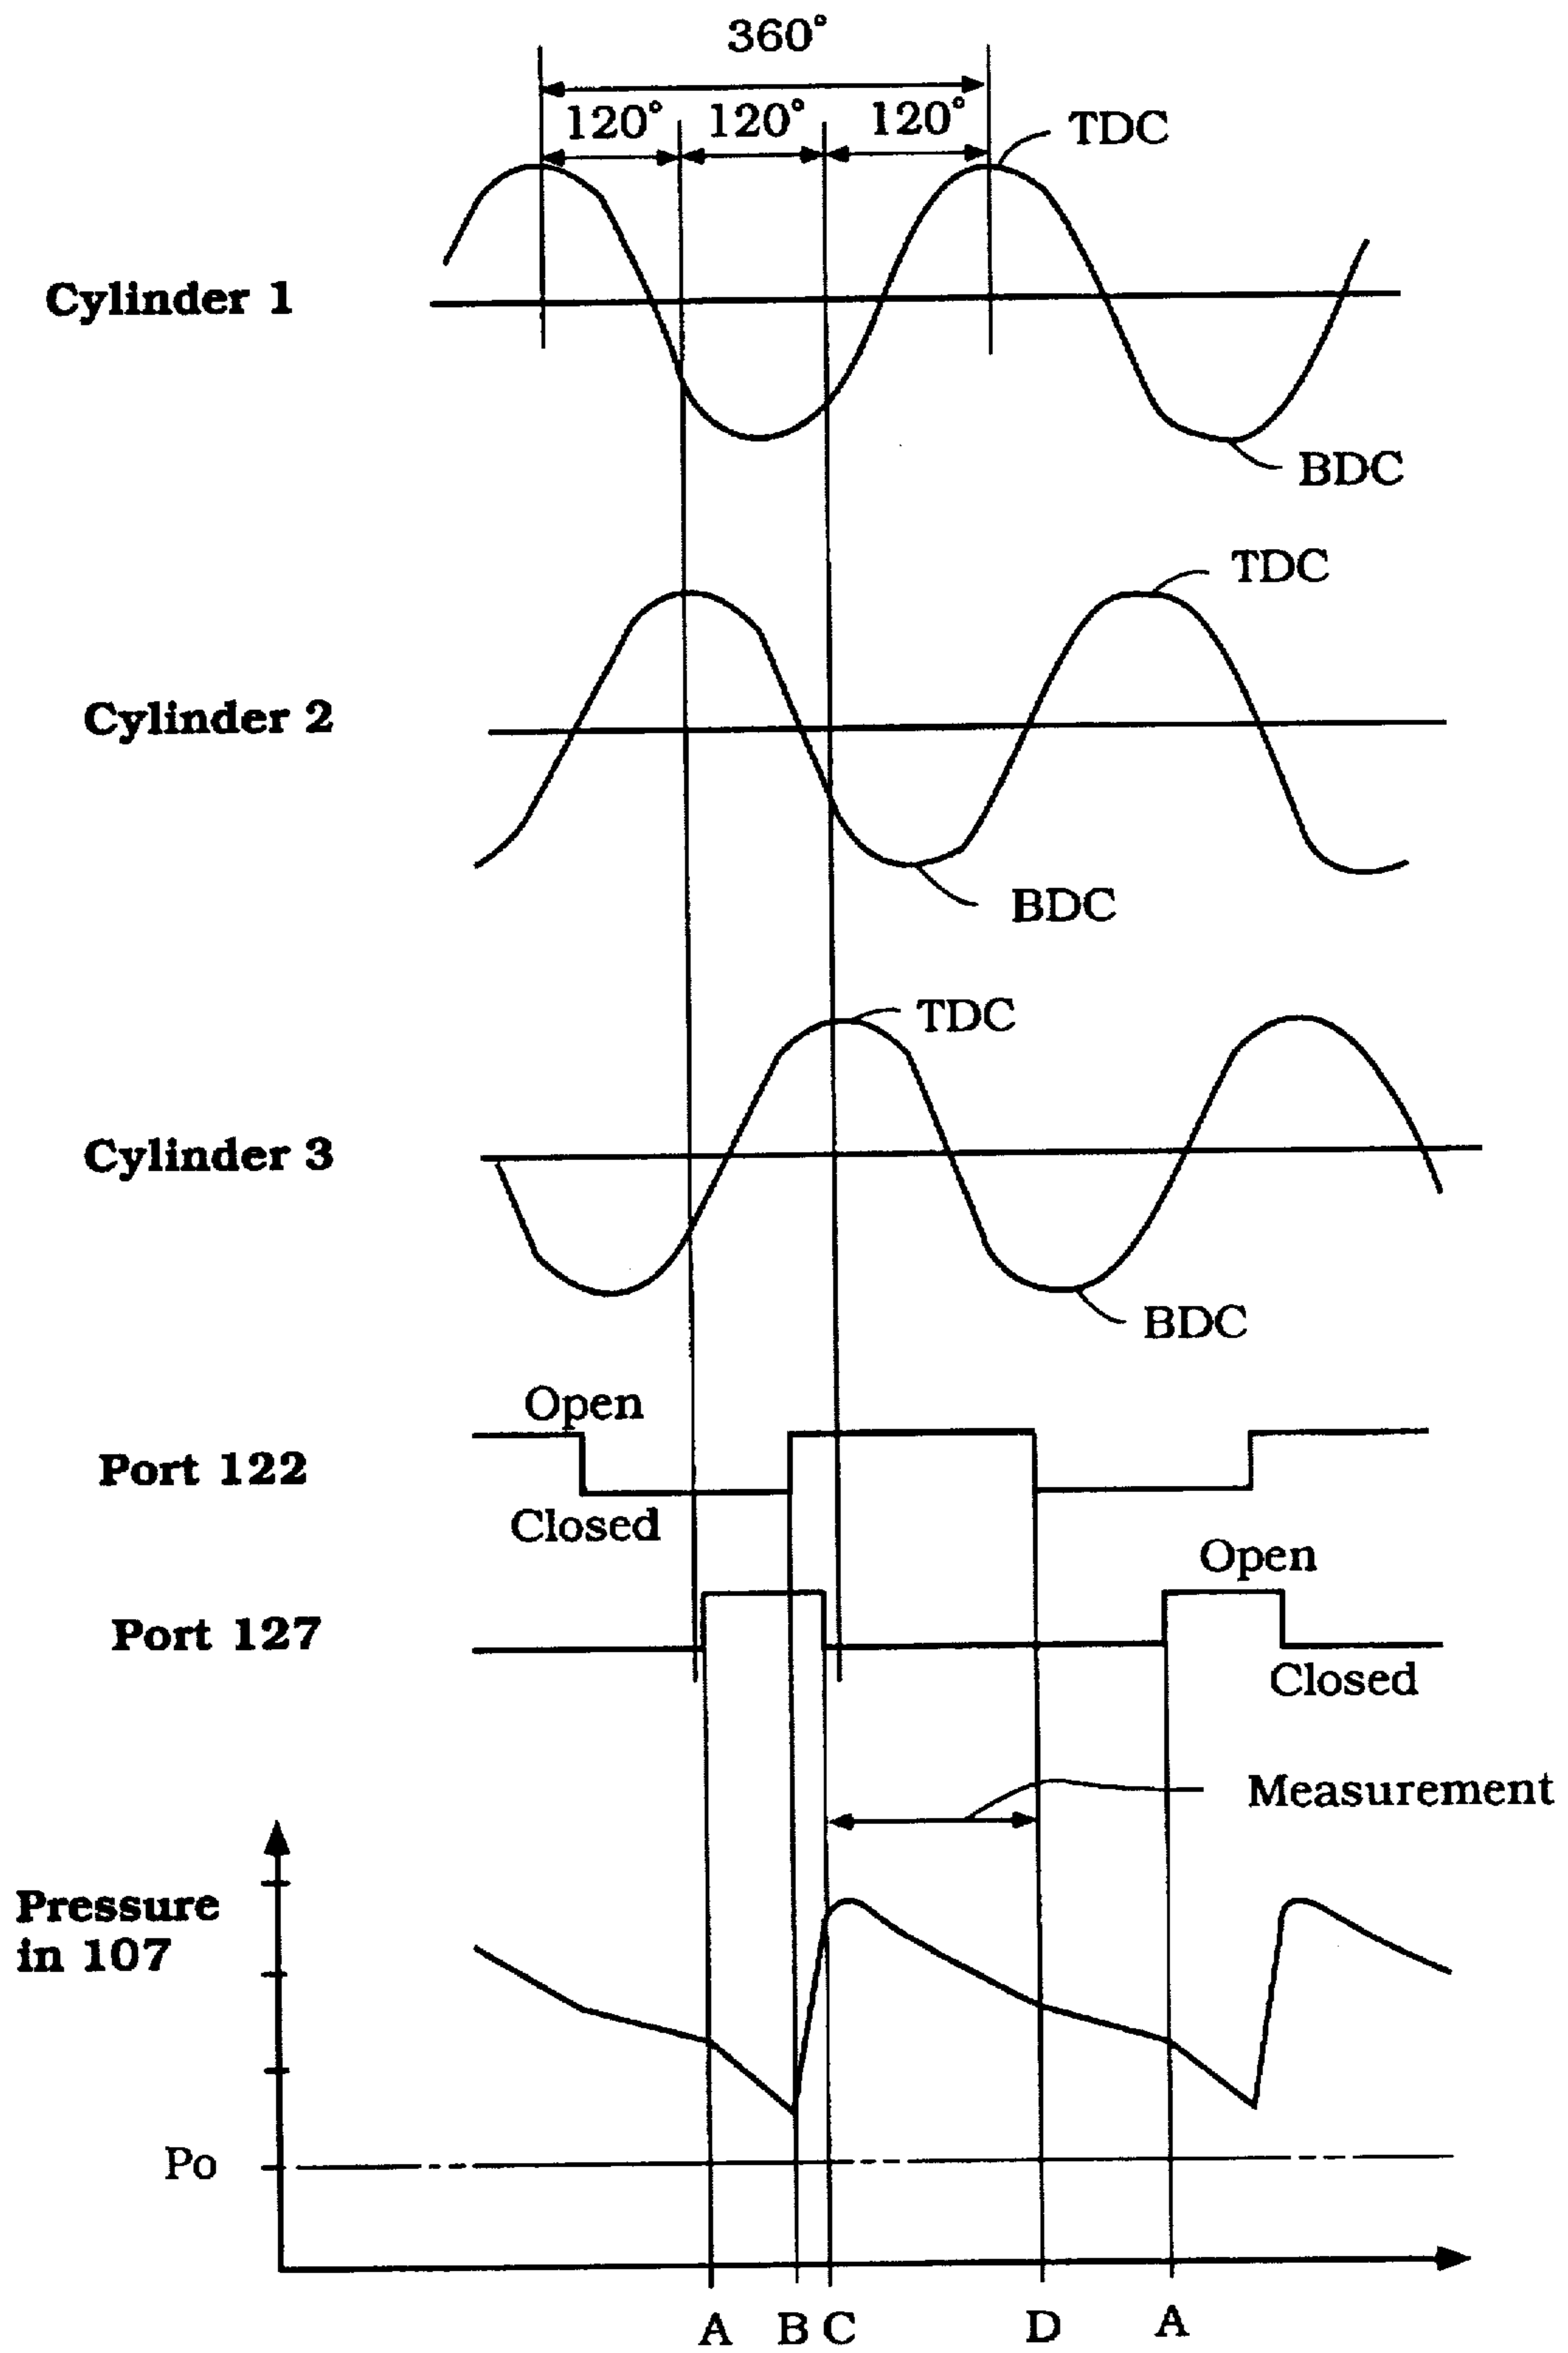 360°
120° 120° 120°
TDC
Cylinder 1
BDC
TDC
Cylinder 2
BDC
TDC
Cylinder 3
BDC
Open
Port 122
Closed
Open
Port 127
Closed
Measurement
Pressure
in 107
Po
A B C D A